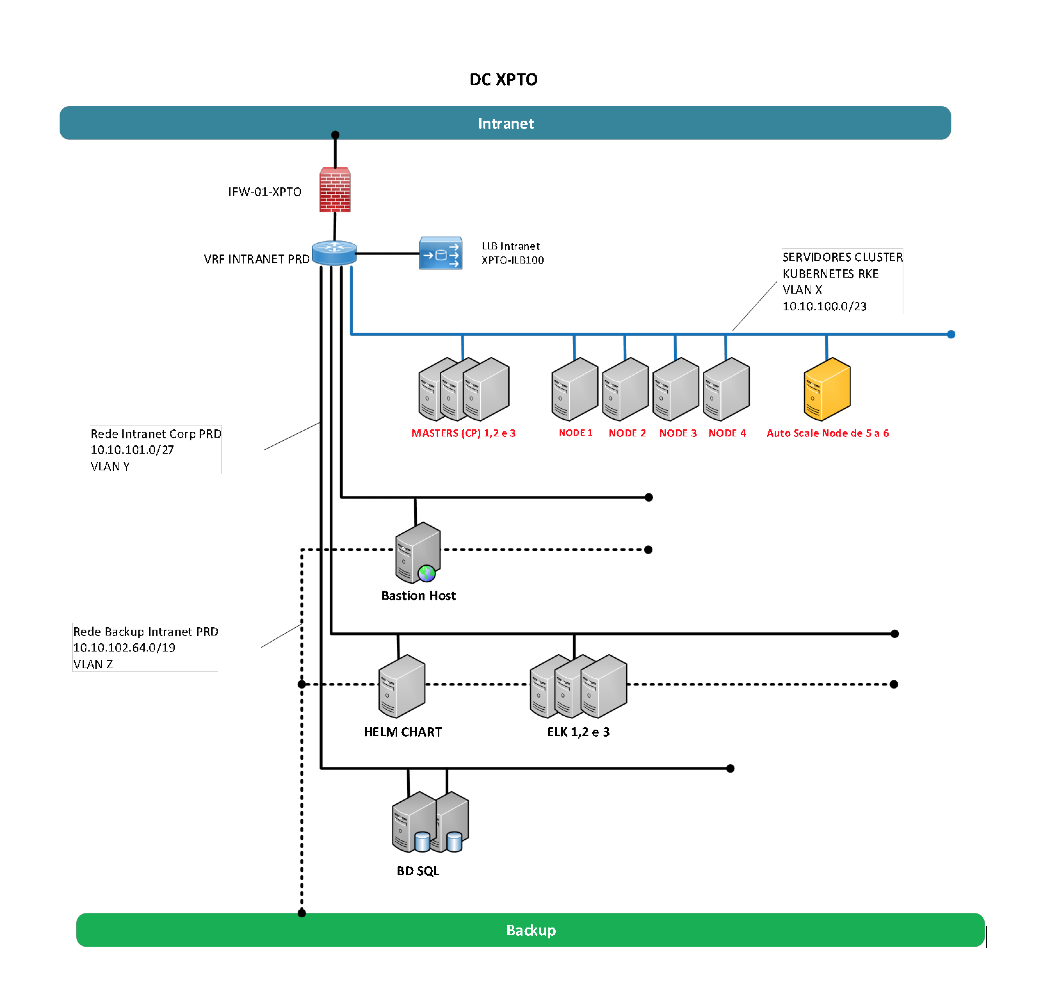 DC XPTO
Intranet
IFW-01-XPTO
VRF INTRANET PRD
LLB Intranet
XPTO-ILB100
SERVIDORES CLUSTER
KUBERNETES RKE
VLAN X
10.10.100.0/23
MASTERS (CP) 1,2 e 3
NODE 1
NODE 2
NODE 3
NODE 4
Auto Scale Node de 5 a 6
Rede Intranet Corp PRD
10.10.101.0/27
VLAN Y
Bastion Host
Rede Backup Intranet PRD
10.10.102.64.0/19
VLAN Z
HELM CHART
ELK 1,2 e 3
BD SQL
Backup